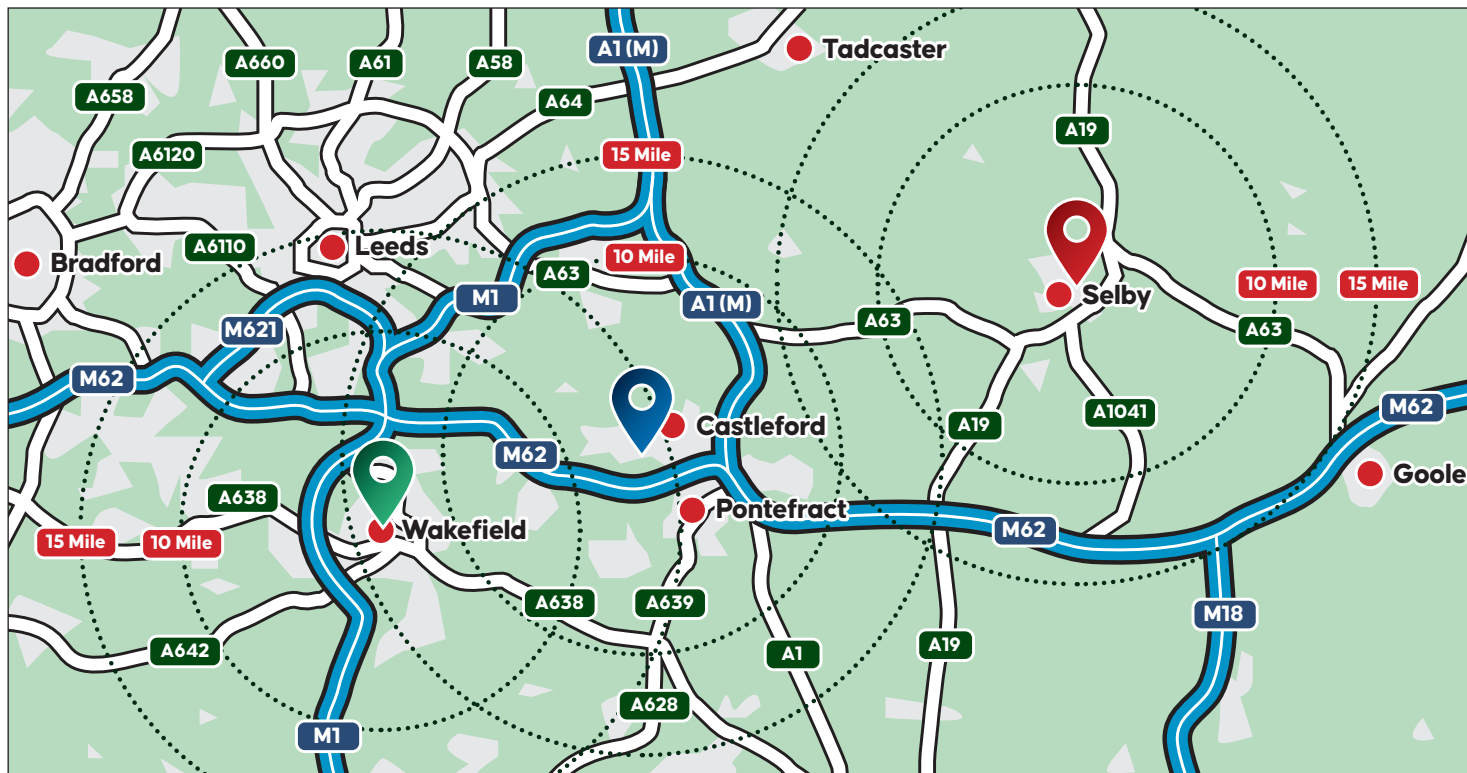 A660
A61
A58
A1 (M)
Tadcaster
A658
A64
A19
A6120
15 Mile
A6110
Leeds
Bradford
10 Mile
A63
M1
A1 (M)
Selby
10 Mile
15 Mile
M621
A63
A63
M62
Castleford
A1041
M62
A19
M62
Goole
A638
Pontefract
Wakefield
M62
15 Mile
10 Mile
A638
A639
M18
A642
A1
A19
A628
M1